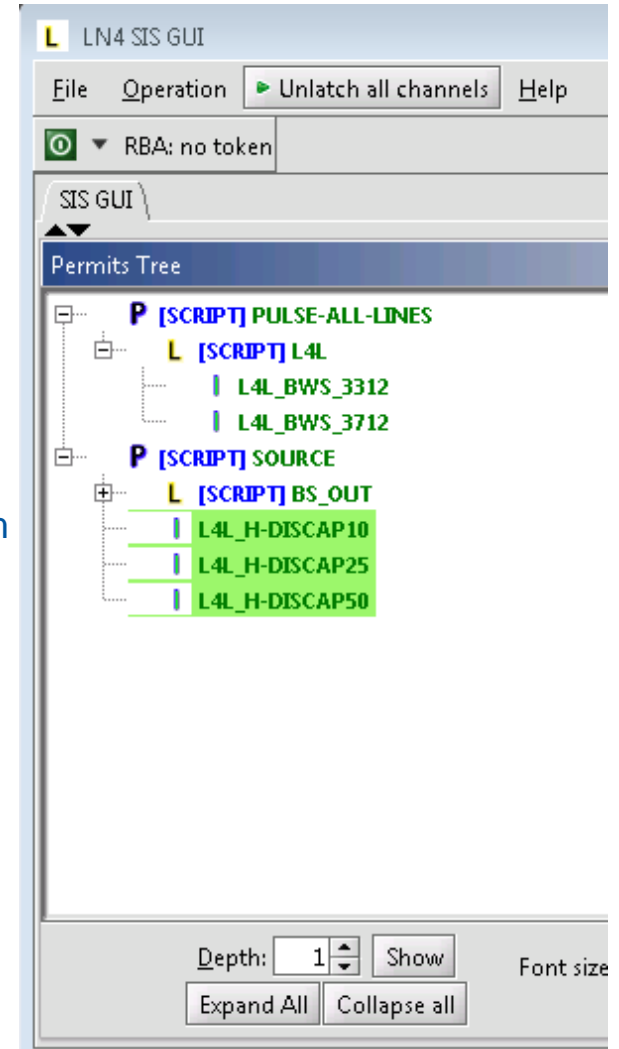 L LN4 SIS GUI
File Operation Unlatch all channels Help
RBA: no token
SIS GUI
Permits Tree
P [SCRIPT] PULSE-ALL-LINES
L [SCRIPT] L4L
L4L_BWS_3312
L4L_BWS_3712
P [SCRIPT] SOURCE
L [SCRIPT] BS_OUT
n L4L_H-DISCAP10
L4L_H-DISCAP25
L4L_H-DISCAP50
Depth: 1 Show Font size
Expand All Collapse all